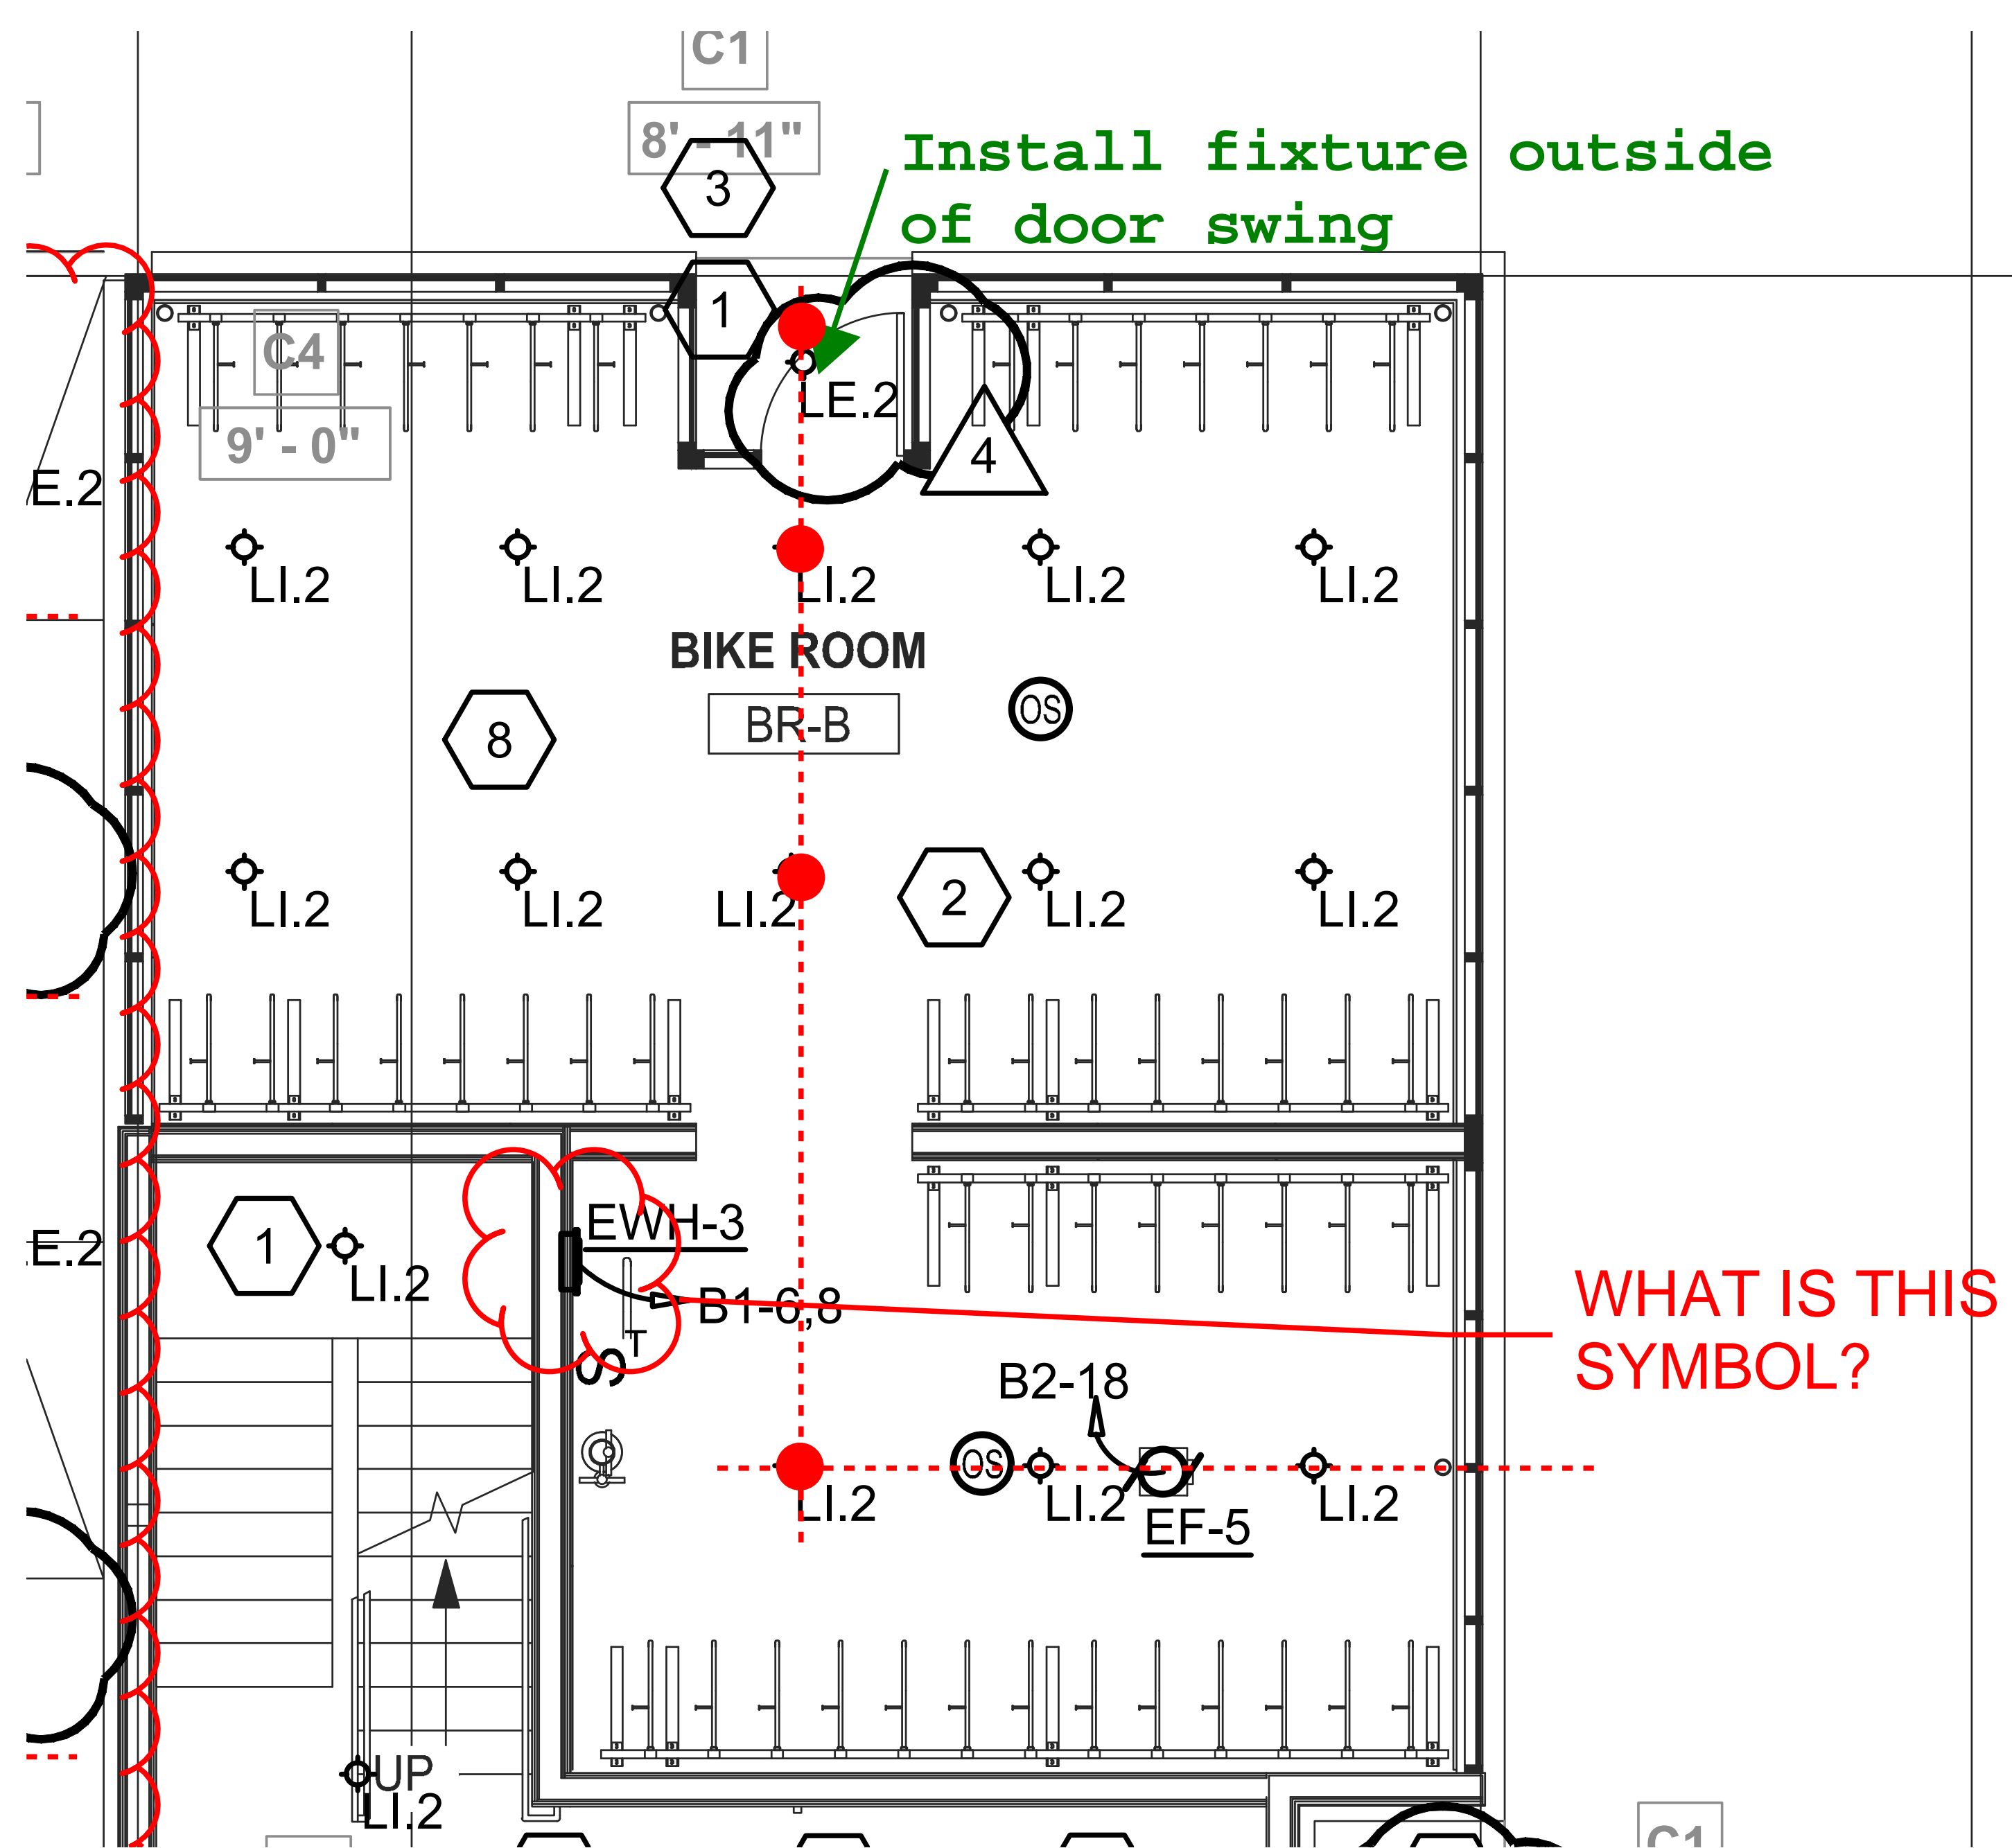 C1
8' - 11"
3
Install fixture outside
of door swing
1
C4
LE.2
9' - 0"
4
E.2
LI.2
LI.2
LI.2
LI.2
LI.2
BIKE ROOM
BR-B
OS
8
2
LI.2
LI.2
LI.2
LI.2
LI.2
EWH-3
1
E.2
LI.2
B1-6,8
WHAT IS THIS
SYMBOL?
S T
B2-18
OS
LI.2
LI.2
LI.2
EF-5
UP
LI.2
C1